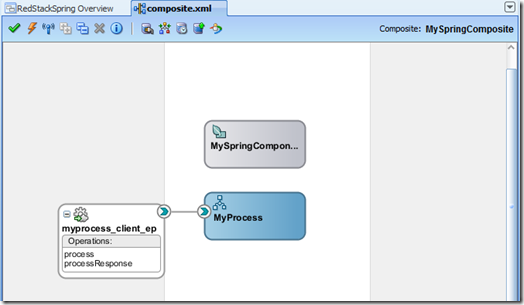 RedStackSpring Overview
composite.xml
Composite: MySpringComposite
MySpringCompon...
MyProcess
myprocess_client_ep
Operations:
process
processResponse